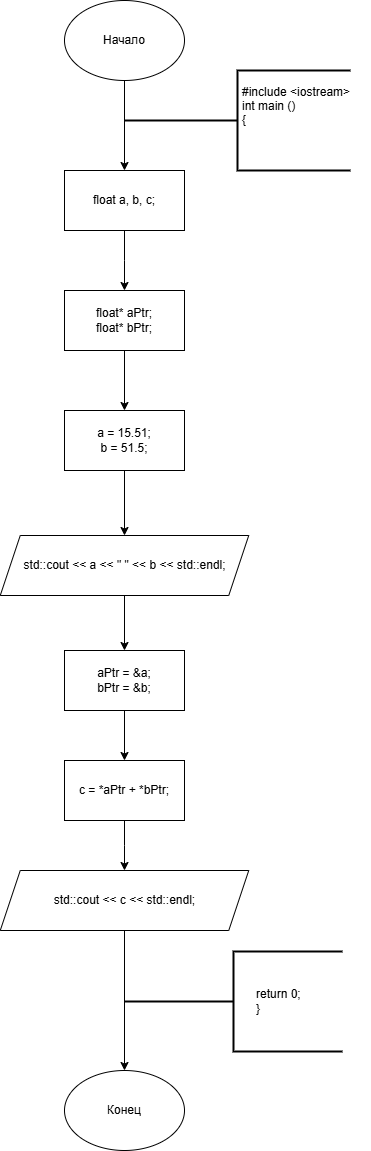 Начало
#include <iostream>
int main ()
{
float a, b, c;
float* aPtr;
float* bPtr;
a = 15.51;
b = 51.5;
std::cout << a << " " << b << std::endl;
aPtr = &a;
bPtr = &b;
c = *aPtr + *bPtr;
std::cout << c << std::endl;
return 0;
}
Конец